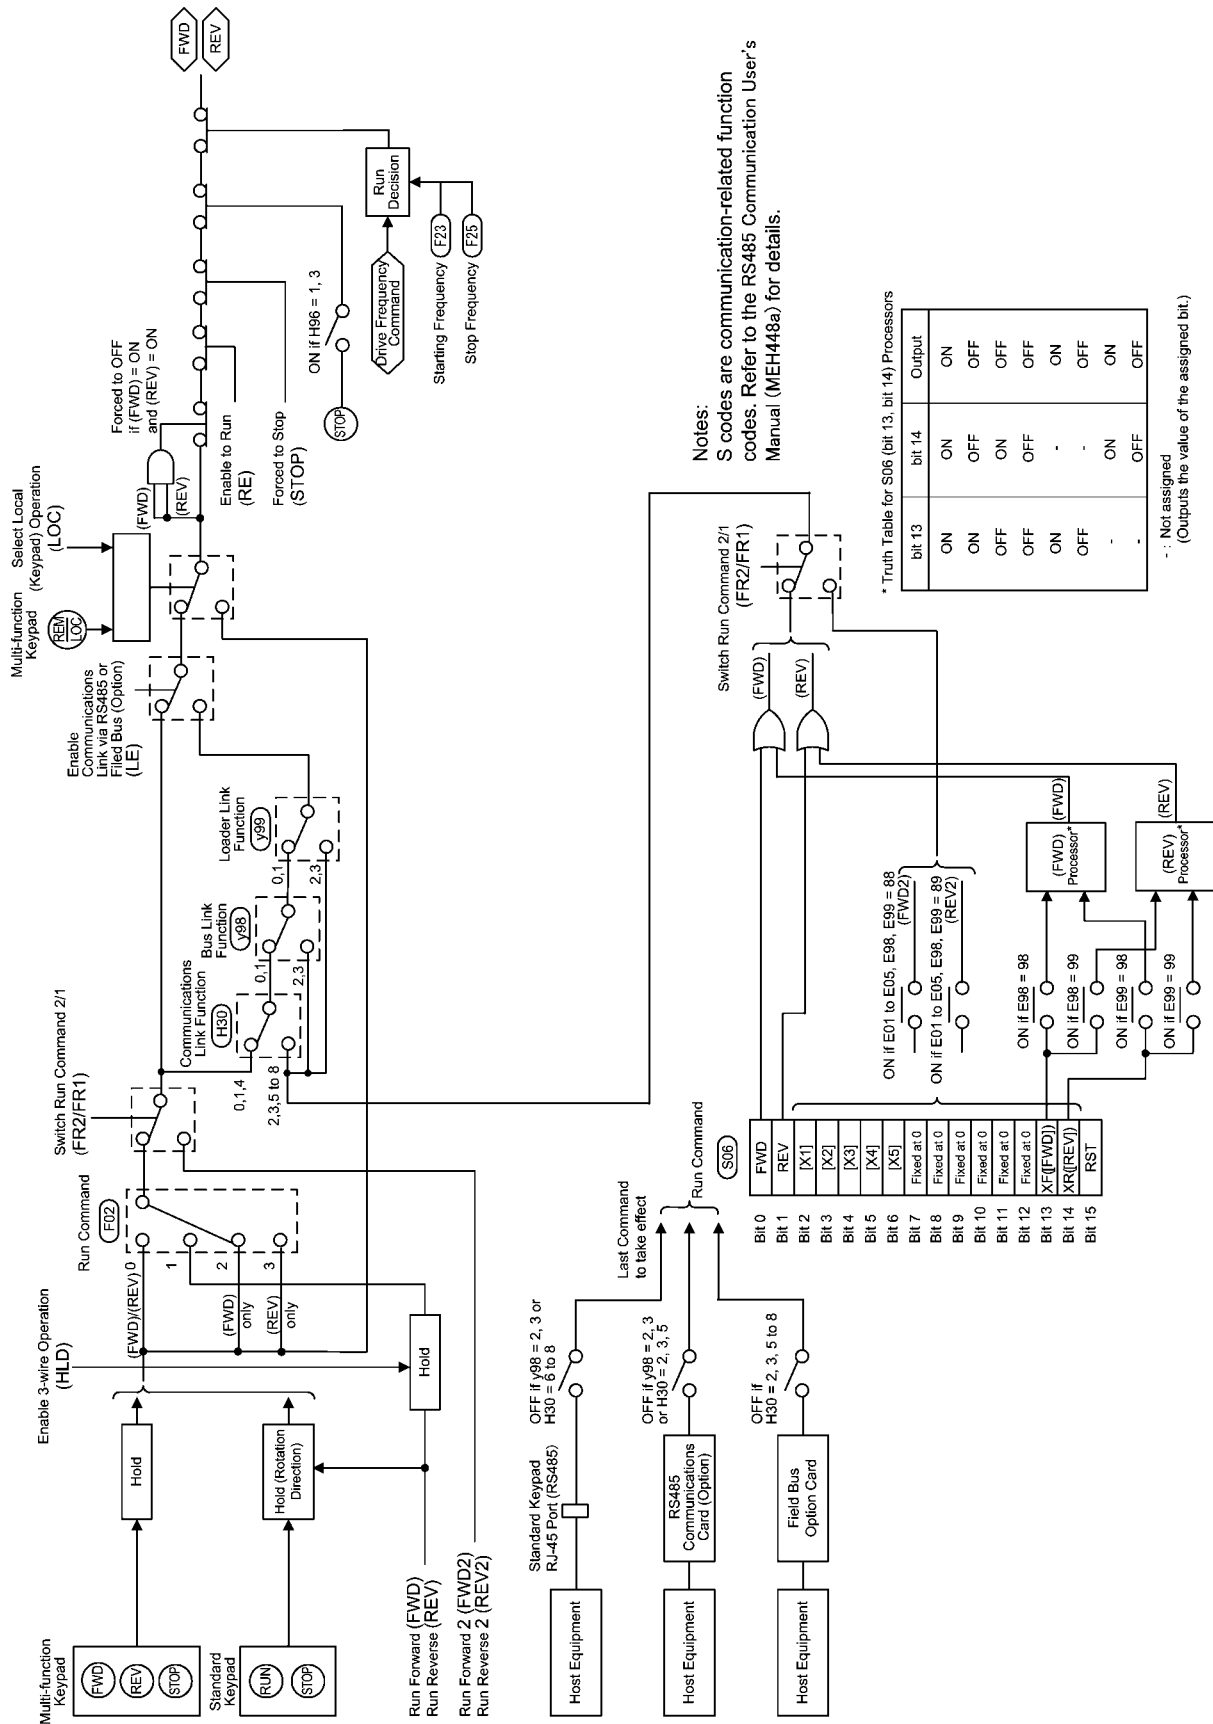 Multi-function
Keypad
FWD
REV
STOP
Standard
Keypad
RUN
STOP
Hold
Hold (Rotation
Direction)
Enable 3-wire Operation
(HLD)
Hold
Run Forward (FWD)
Run Reverse (REV)
Run Forward 2 (FWD2)
Run Reverse 2 (REV2)
Run Command
F02
(FWD)/(REV)
0
1
2
3
(FWD)
only
(REV)
only
Switch Run Command 2/1
(FR2/FR1)
Communications
Link Function
H30
0,1,4
2,3,5 to 8
Bus Link
Function
y98
0,1
2,3
Loader Link
Function
y99
0,1
2,3
Enable
Communications
Link via RS485 or
Filed Bus (Option)
(LE)
Multi-function
Keypad
REM
LOC
Select Local
(Keypad) Operation
(LOC)
(FWD)
(REV)
Forced to OFF
if (FWD) = ON
and (REV) = ON
Enable to Run
(RE)
Forced to Stop
(STOP)
STOP
ON if H96 = 1, 3
Run
Decision
Drive Frequency
Command
Starting Frequency
F23
Stop Frequency
F25
FWD
REV
Standard Keypad
RJ-45 Port (RS485)
Host Equipment
OFF if y98 = 2, 3 or
H30 = 6 to 8
Host Equipment
RS485
Communications
Card (Option)
OFF if y98 = 2, 3
or H30 = 2, 3, 5
Host Equipment
Field Bus
Option Card
OFF if
H30 = 2, 3, 5 to 8
Last Command
to take effect
Run Command
S06
Bit 0 FWD
Bit 1 REV
Bit 2 [X1]
Bit 3 [X2]
Bit 4 [X3]
Bit 5 [X4]
Bit 6 [X5]
Bit 7 Fixed at 0
Bit 8 Fixed at 0
Bit 9 Fixed at 0
Bit 10 Fixed at 0
Bit 11 Fixed at 0
Bit 12 Fixed at 0
Bit 13 XF([FWD])
Bit 14 XR([REV])
Bit 15 RST
ON if E01 to E05, E98, E99 = 88
(FWD2)
ON if E01 to E05, E98, E99 = 89
(REV2)
ON if E98 = 98
ON if E98 = 99
ON if E99 = 98
ON if E99 = 99
(FWD)
Processor*
(REV)
Processor*
(FWD)
(REV)
(FWD)
(REV)
Switch Run Command 2/1
(FR2/FR1)
Notes:
S codes are communication-related function
codes. Refer to the RS485 Communication User's
Manual (MEH448a) for details.
* Truth Table for S06 (bit 13, bit 14) Processors
bit 13 bit 14 Output
ON ON ON
ON OFF OFF
OFF ON OFF
OFF OFF OFF
ON - ON
OFF - OFF
- ON ON
- OFF OFF
- : Not assigned
(Outputs the value of the assigned bit.)